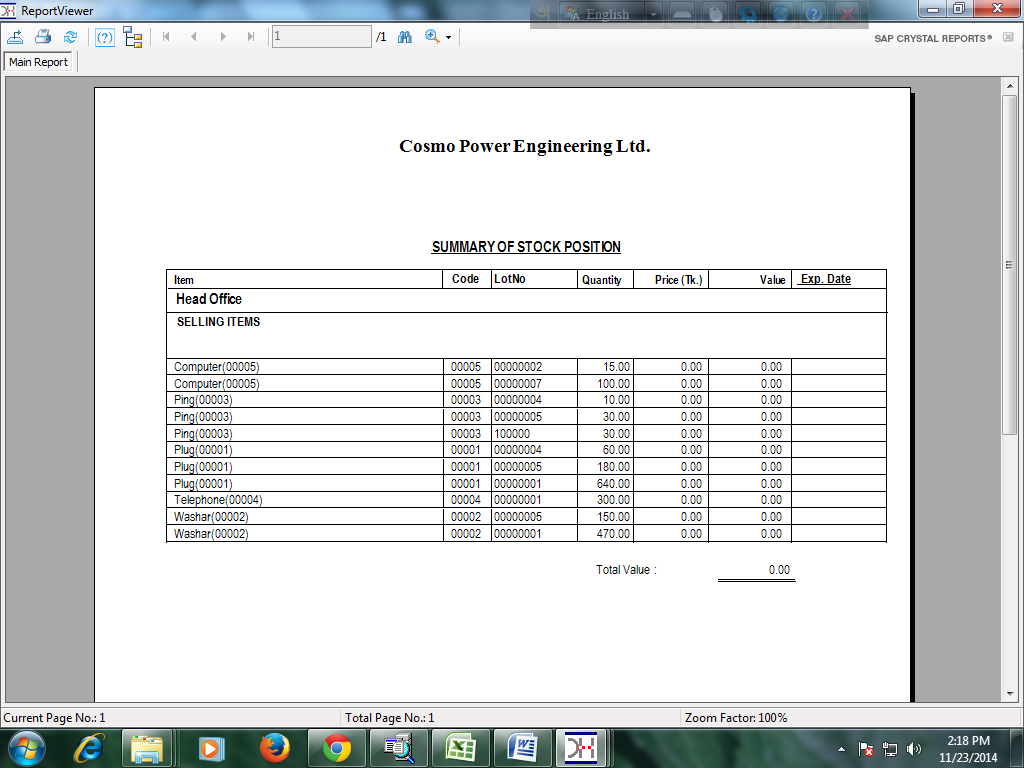 ReportViewer
English
1 /1
SAP CRYSTAL REPORTS®
Main Report
Cosmo Power Engineering Ltd.
SUMMARY OF STOCK POSITION
Item Code LotNo Quantity Price (Tk.) Value Exp. Date
Head Office
SELLING ITEMS
Computer(00005) 00005 00000002 15.00 0.00 0.00
Computer(00005) 00005 00000007 100.00 0.00 0.00
Ping(00003) 00003 00000004 10.00 0.00 0.00
Ping(00003) 00003 00000005 30.00 0.00 0.00
Ping(00003) 00003 100000 30.00 0.00 0.00
Plug(00001) 00001 00000004 60.00 0.00 0.00
Plug(00001) 00001 00000005 180.00 0.00 0.00
Plug(00001) 00001 00000001 640.00 0.00 0.00
Telephone(00004) 00004 00000001 300.00 0.00 0.00
Washar(00002) 00002 00000005 150.00 0.00 0.00
Washar(00002) 00002 00000001 470.00 0.00 0.00
Total Value : 0.00
Current Page No.: 1 Total Page No.: 1 Zoom Factor: 100%
2:18 PM
11/23/2014